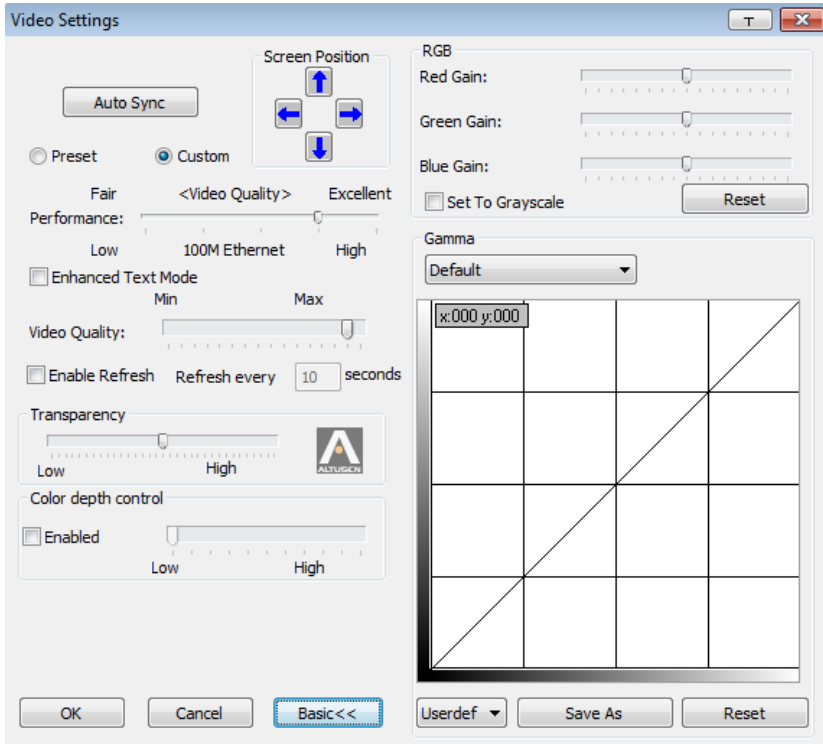 Video Settings
Screen Position
Auto Sync
Preset
Custom
Fair
<Video Quality>
Excellent
Performance:
Low
100M Ethernet
High
Enhanced Text Mode
Min
Max
Video Quality:
Enable Refresh
Refresh every
10
seconds
Transparency
Low
High
ALTUSEN
Color depth control
Enabled
Low
High
OK
Cancel
Basic<<
RGB
Red Gain:
Green Gain:
Blue Gain:
Set To Grayscale
Reset
Gamma
Default
x:000 y:000
Userdef
Save As
Reset